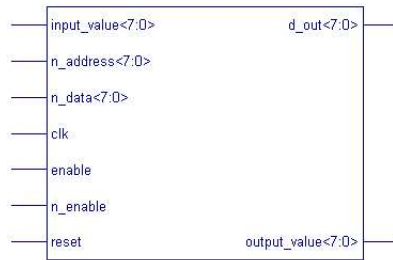 input_value<7:0> d_out<7:0>
n_address<7:0>
n_data<7:0>
clk
enable
n_enable
reset output_value<7:0>